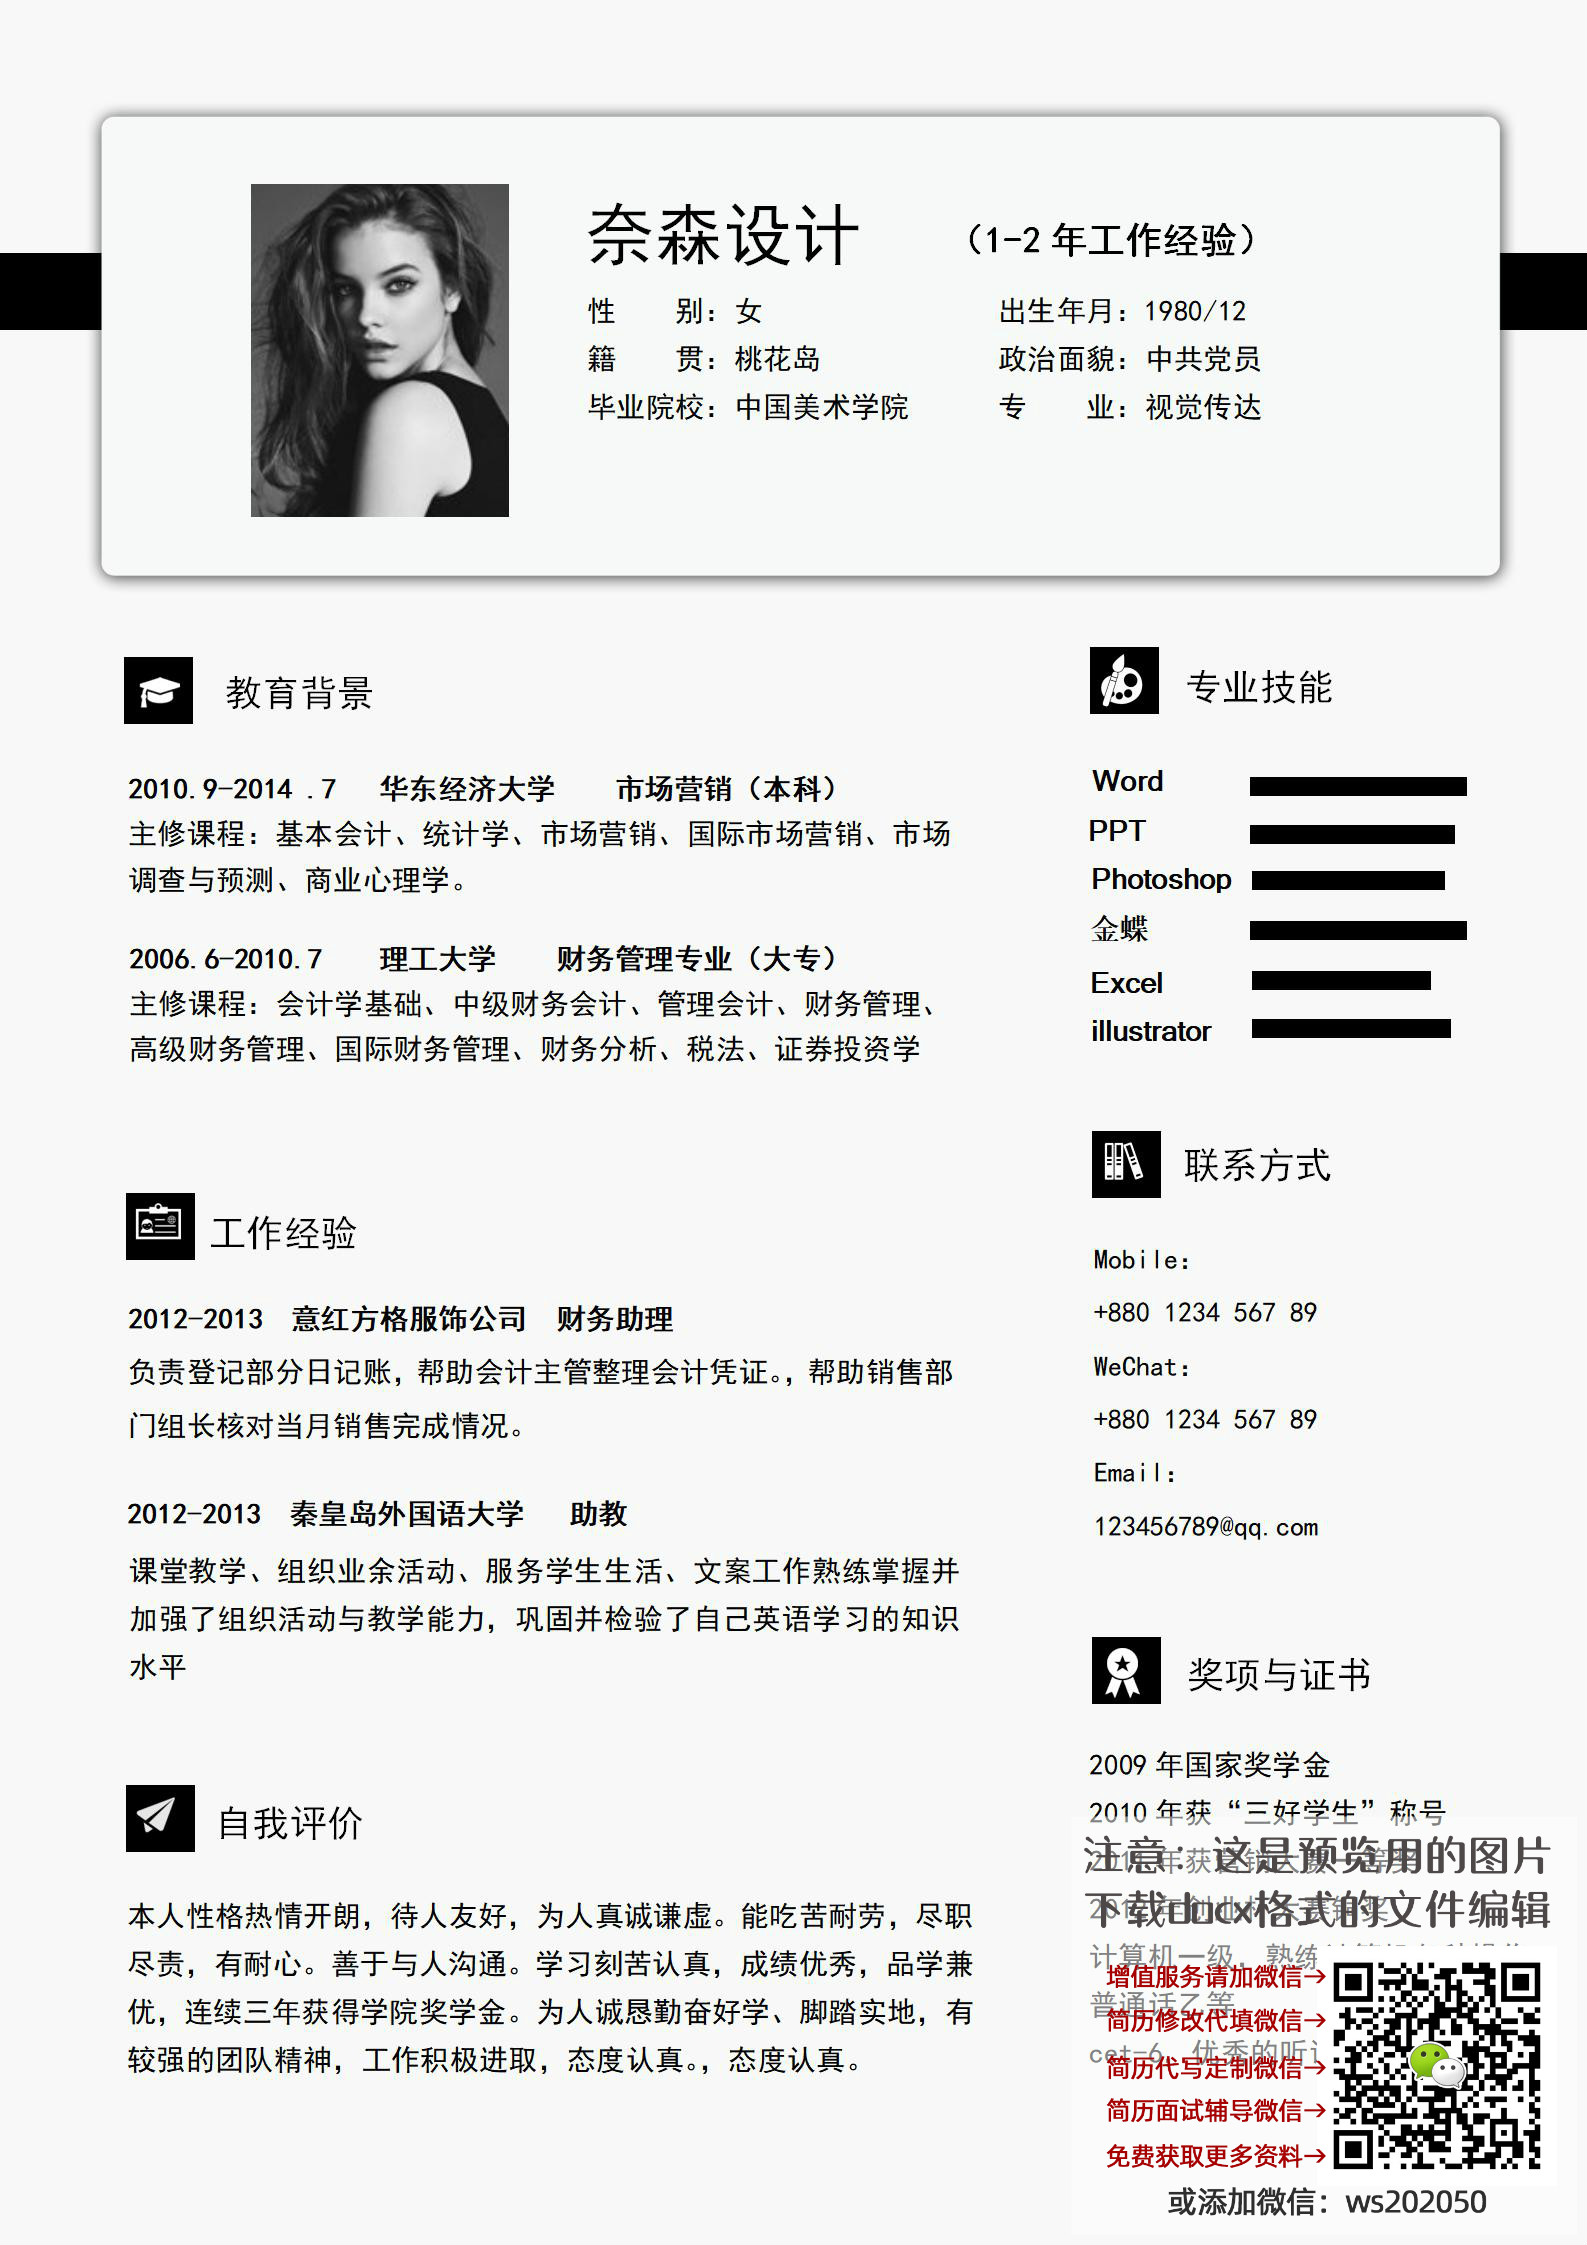 奈森设计 （1-2 年工作经验）
性 别：女 出生年月：1980/12
籍 贯：桃花岛 政治面貌：中共党员
毕业院校：中国美术学院 专 业：视觉传达
教育背景
2010.9-2014 .7 华东经济大学 市场营销（本科）
主修课程：基本会计、统计学、市场营销、国际市场营销、市场
调查与预测、商业心理学。
2006.6-2010.7 理工大学 财务管理专业（大专）
主修课程：会计学基础、中级财务会计、管理会计、财务管理、
高级财务管理、国际财务管理、财务分析、税法、证券投资学
工作经验
2012-2013 意红方格服饰公司 财务助理
负责登记部分日记账，帮助会计主管整理会计凭证。，帮助销售部
门组长核对当月销售完成情况。
2012-2013 秦皇岛外国语大学 助教
课堂教学、组织业余活动、服务学生生活、文案工作熟练掌握并
加强了组织活动与教学能力，巩固并检验了自己英语学习的知识
水平
自我评价
本人性格热情开朗，待人友好，为人真诚谦虚。能吃苦耐劳，尽职
尽责，有耐心。善于与人沟通。学习刻苦认真，成绩优秀，品学兼
优，连续三年获得学院奖学金。为人诚恳勤奋好学、脚踏实地，有
较强的团队精神，工作积极进取，态度认真。，态度认真。
专业技能
Word
PPT
Photoshop
金蝶
Excel
illustrator
联系方式
Mobile：
+880 1234 567 89
WeChat：
+880 1234 567 89
Email：
123456789@qq.com
奖项与证书
2009 年国家奖学金
2010 年获“三好学生”称号
注意：这是预览用的图片
下载docx格式的文件编辑
计算机一级，熟练
增值服务请加微信→
普通话乙等
简历修改代填微信→
cet-6，优秀的听
简历代写定制微信→
简历面试辅导微信→
免费获取更多资料→
或添加微信：ws202050